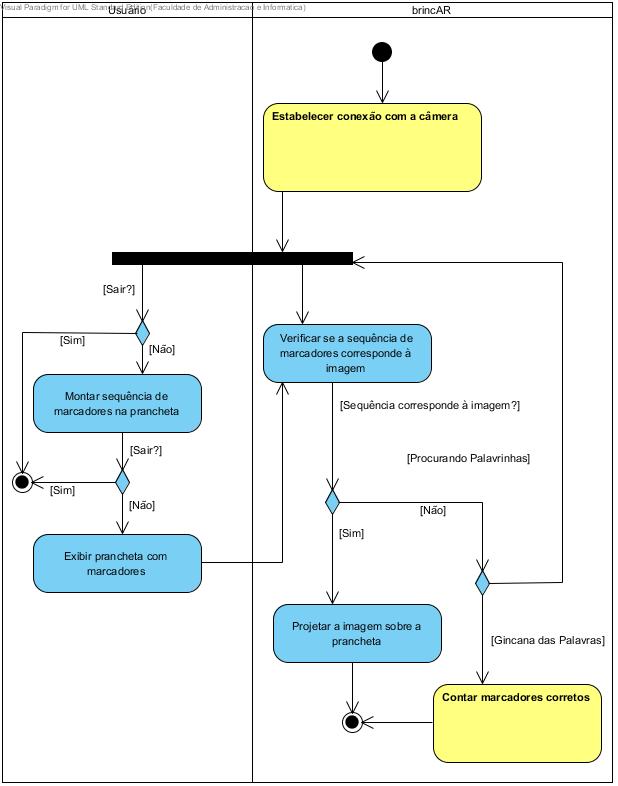 Visual Paradigm for UML Standard Edition(Faculdade de Administracao e Informatica)
Usuário
brincAR
Estabelecer conexão com a câmera
[Sair?]
[Sim]
[Não]
Montar sequência de
marcadores na prancheta
[Sair?]
[Sim]
[Não]
Exibir prancheta com
marcadores
Verificar se a sequência de
marcadores corresponde à
imagem
[Sequência corresponde à imagem?]
[Procurando Palavrinhas]
[Não]
[Sim]
Projetar a imagem sobre a
prancheta
[Gincana das Palavras]
Contar marcadores corretos